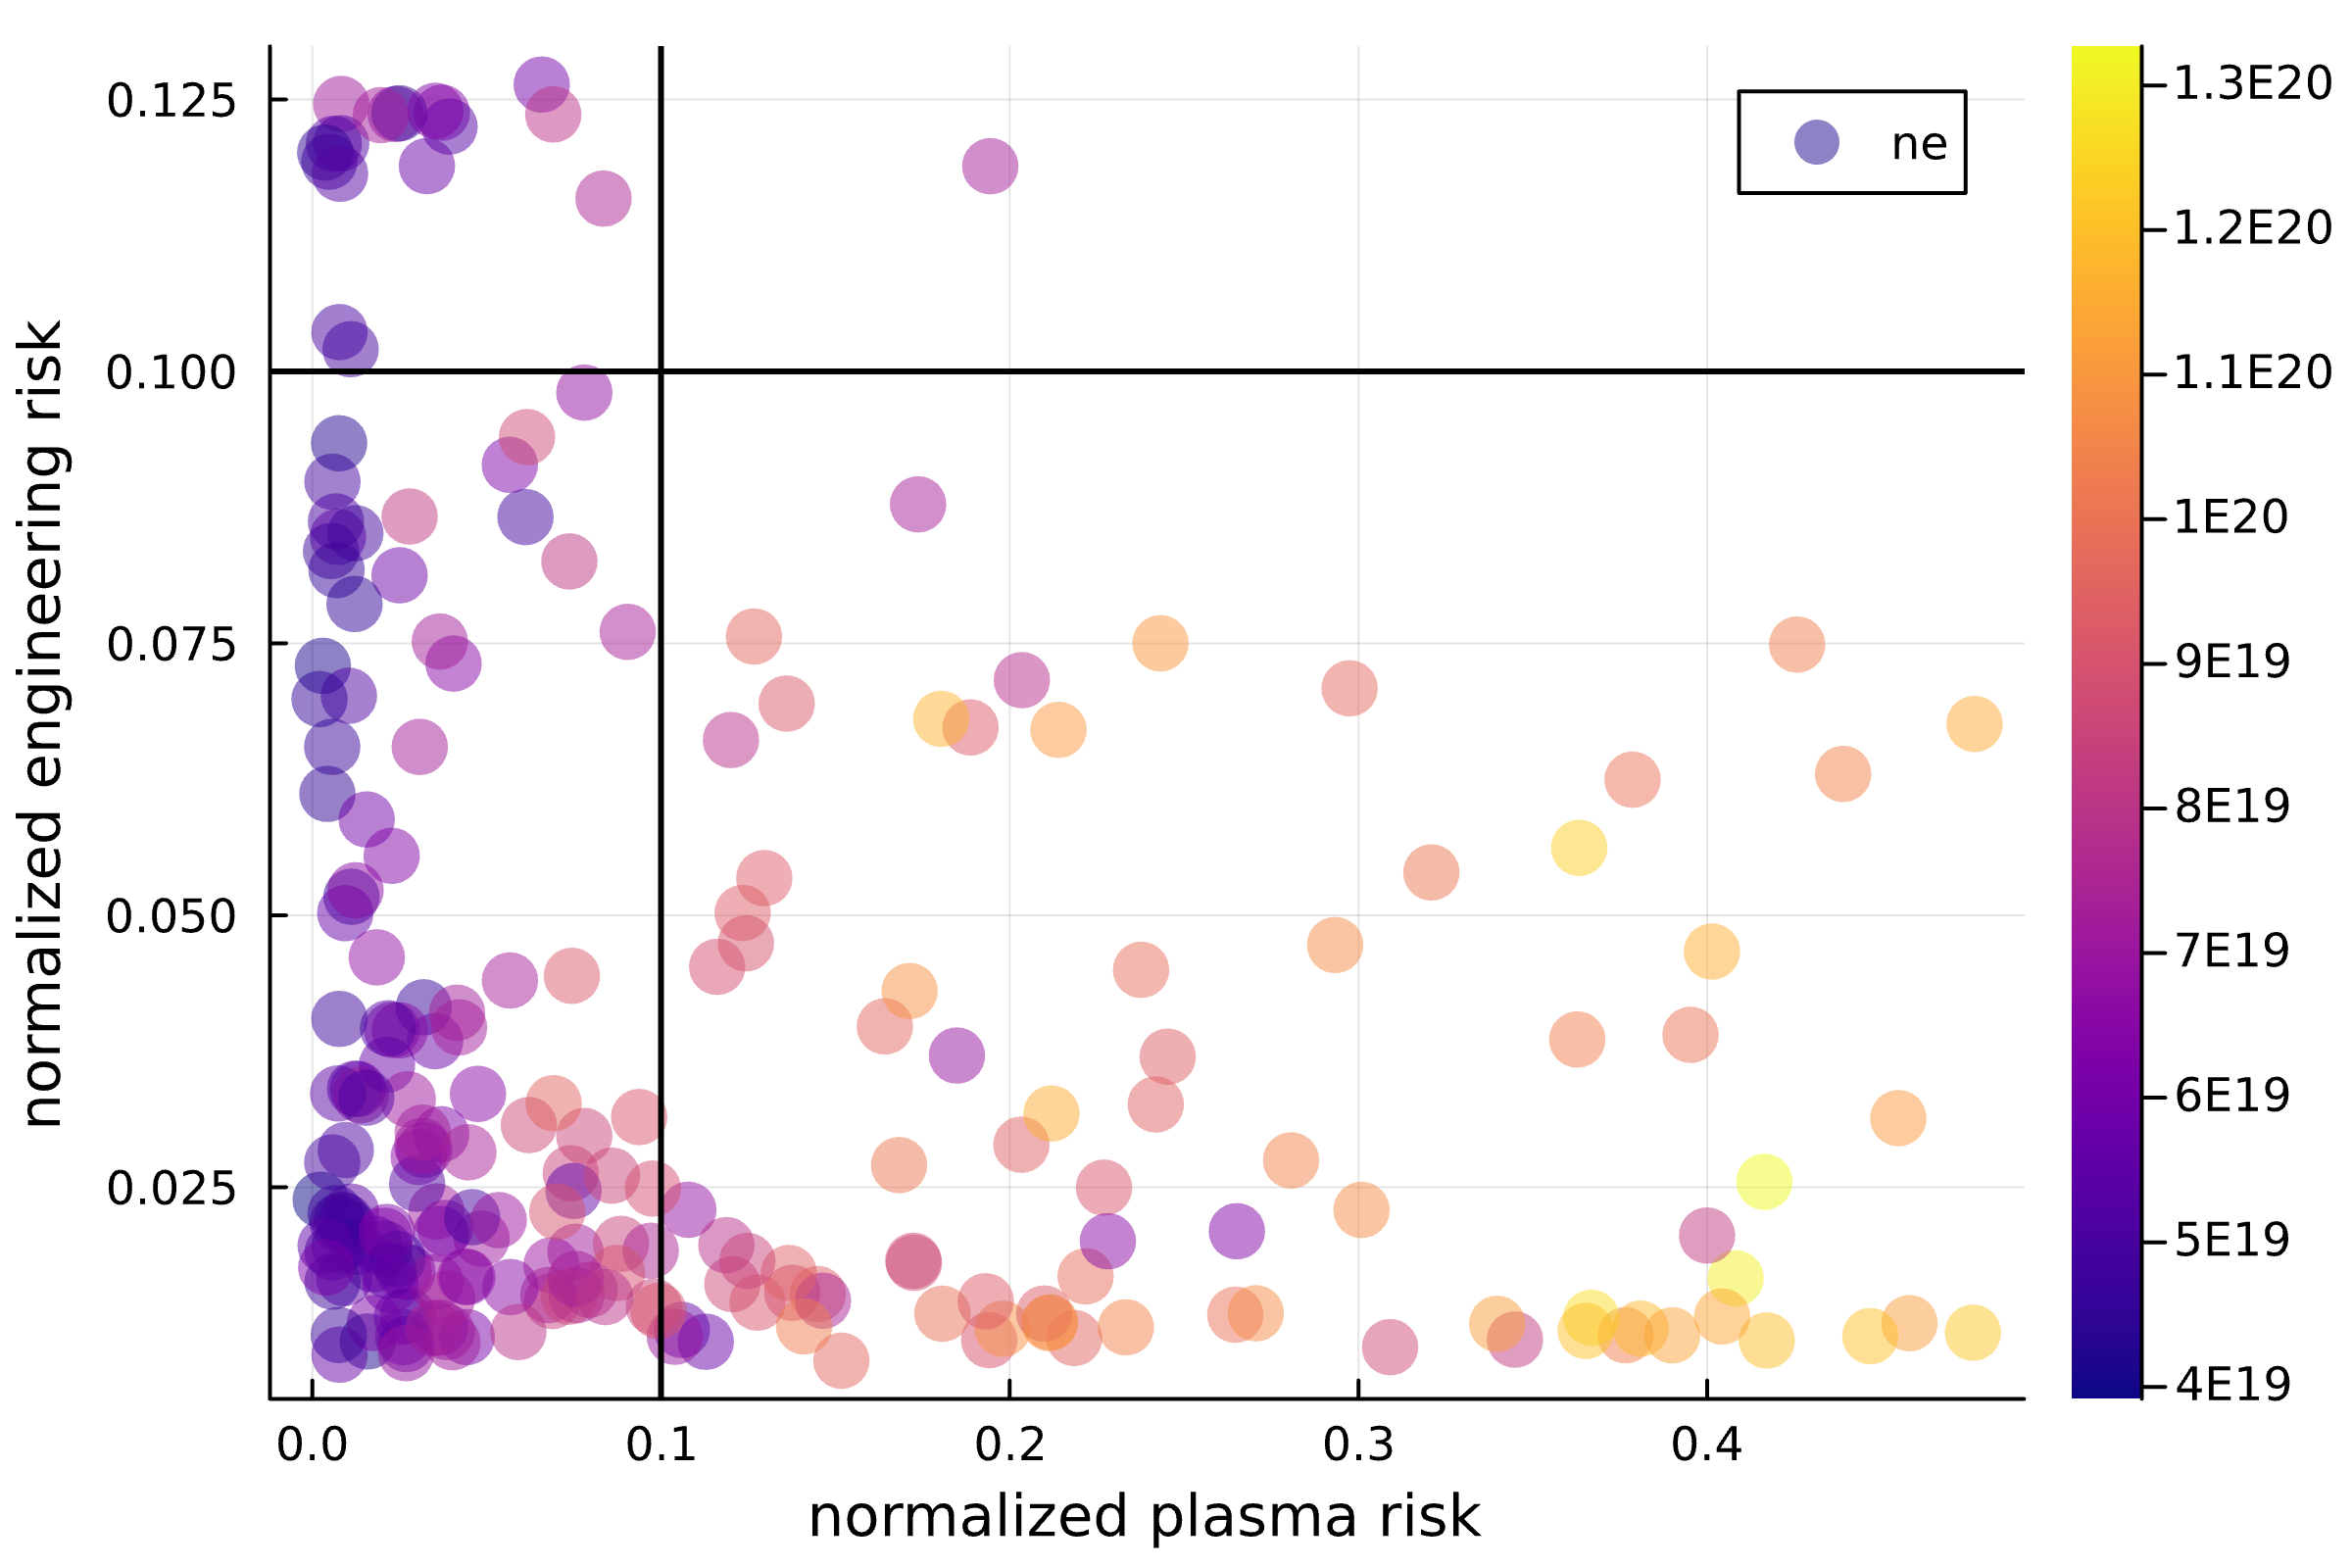 normalized engineering risk
0.125
0.100
0.075
0.050
0.025
ne
1.3E20
1.2E20
1.1E20
1E20
9E19
8E19
7E19
6E19
5E19
4E19
0.0 0.1 0.2 0.3 0.4
normalized plasma risk